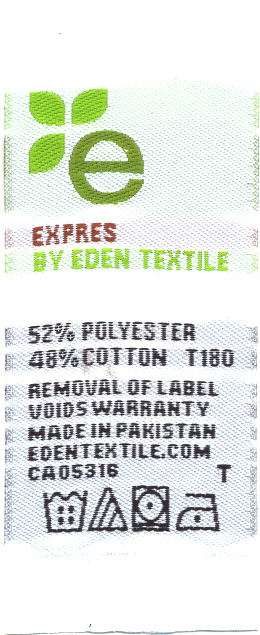 e
EXPRES
BY EDEN TEXTILE
52% POLYESTER
48% COTTON T180
REMOVAL OF LABEL
VOIDS WARRANTY
MADE IN PAKISTAN
EDENTEXTILE.COM
CA05316 T